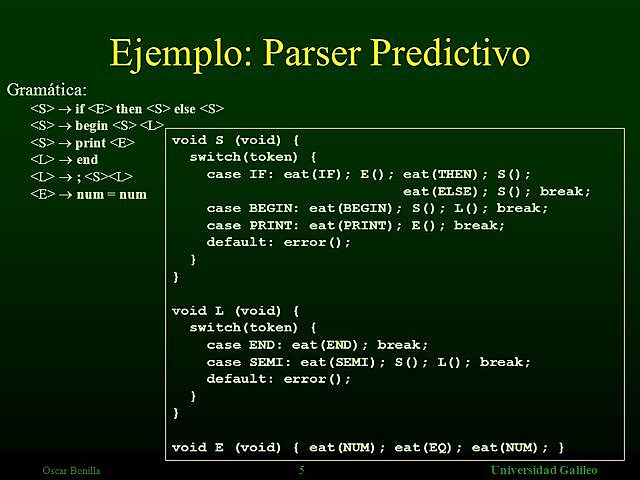 Ejemplo: Parser Predictivo
Gramática:
<S> → if <E> then <S> else <S>
<S> → begin <S> <L>
<S> → print <E>
<L> → end
<L> → ; <S><L>
<E> → num = num
void S (void) {
switch(token) {
case IF: eat(IF); E(); eat(THEN); S();
eat(ELSE); S(); break;
case BEGIN: eat(BEGIN); S(); L(); break;
case PRINT: eat(PRINT); E(); break;
default: error();
}
}
void L (void) {
switch(token) {
case END: eat(END); break;
case SEMI: eat(SEMI); S(); L(); break;
default: error();
}
}
void E (void) { eat(NUM); eat(EQ); eat(NUM); }
Oscar Bonilla 5 Universidad Galileo